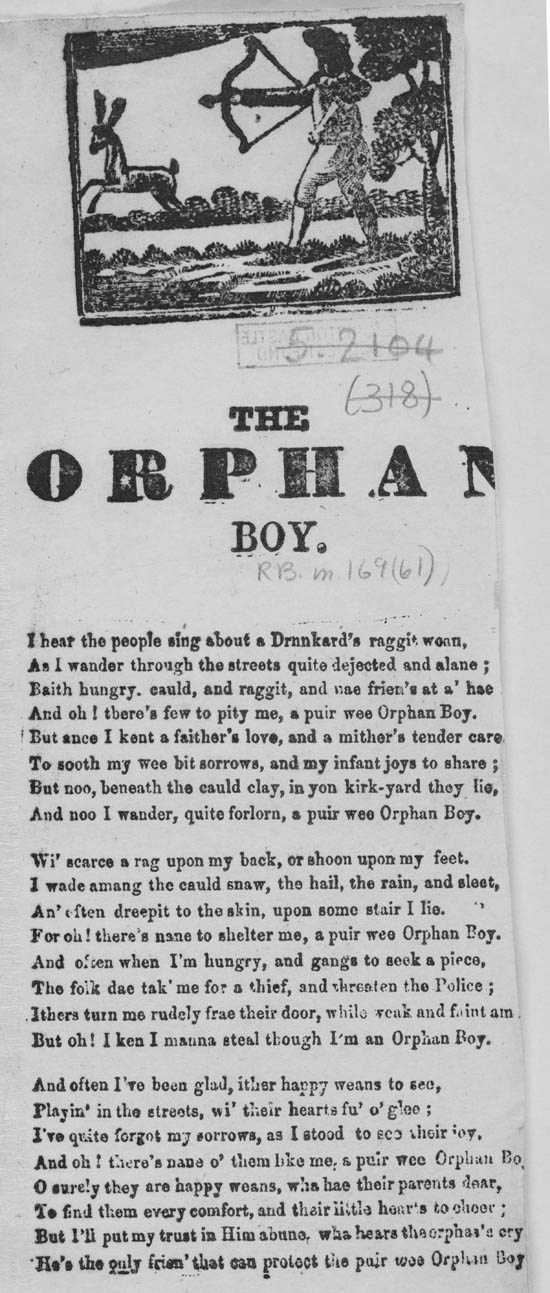 5. 2104
(318)
THE
ORPHAN
BOY.
RB. m. 169(61)
I hear the people sing about a Drnnkard's raggit woan,
As I wander through the streets quite dejected and alane ;
Baith hungry. cauld, and raggit, and nae frien's at a' hae
And oh ! there's few to pity me, a puir wee Orphan Boy.
But ance I kent a faither's love, and a mither's tender care
To sooth my wee bit sorrows, and my infant joys to share ;
But noo, beneath the cauld clay, in yon kirk-yard they lie,
And noo I wander, quite forlorn, a puir wee Orphan Boy.
Wi' scarce a rag upon my back, or shoon upon my feet.
I wade amang the cauld snaw, the hail, the rain, and sleet,
An' often dreepit to the skin, upon some stair I lie.
For oh! there's nane to shelter me, a puir wee Orphan Boy.
And often when I'm hungry, and gangs to seek a piece,
The folk dae tak' me for a thief, and threaten the Police ;
Ithers turn me rudely frae their door, while weak and faint am
But oh! I ken I manna steal though I'm an Orphan Boy.
And often I've been glad, ither happy weans to see,
Playin' in the streets, wi' their hearts fu' o' glee ;
I've quite forgot my sorrows, as I stood to see their joy,
And oh ! there's nane o' them like me, a puir wee Orphan Bo
O surely they are happy weans, wha hae their parents dear,
To find them every comfort, and their little hearts to cheer ;
But I'll put my trust in Him abune, wha hears the orphan's cry
He's the only frien' that can protect the puir wee Orphan Boy